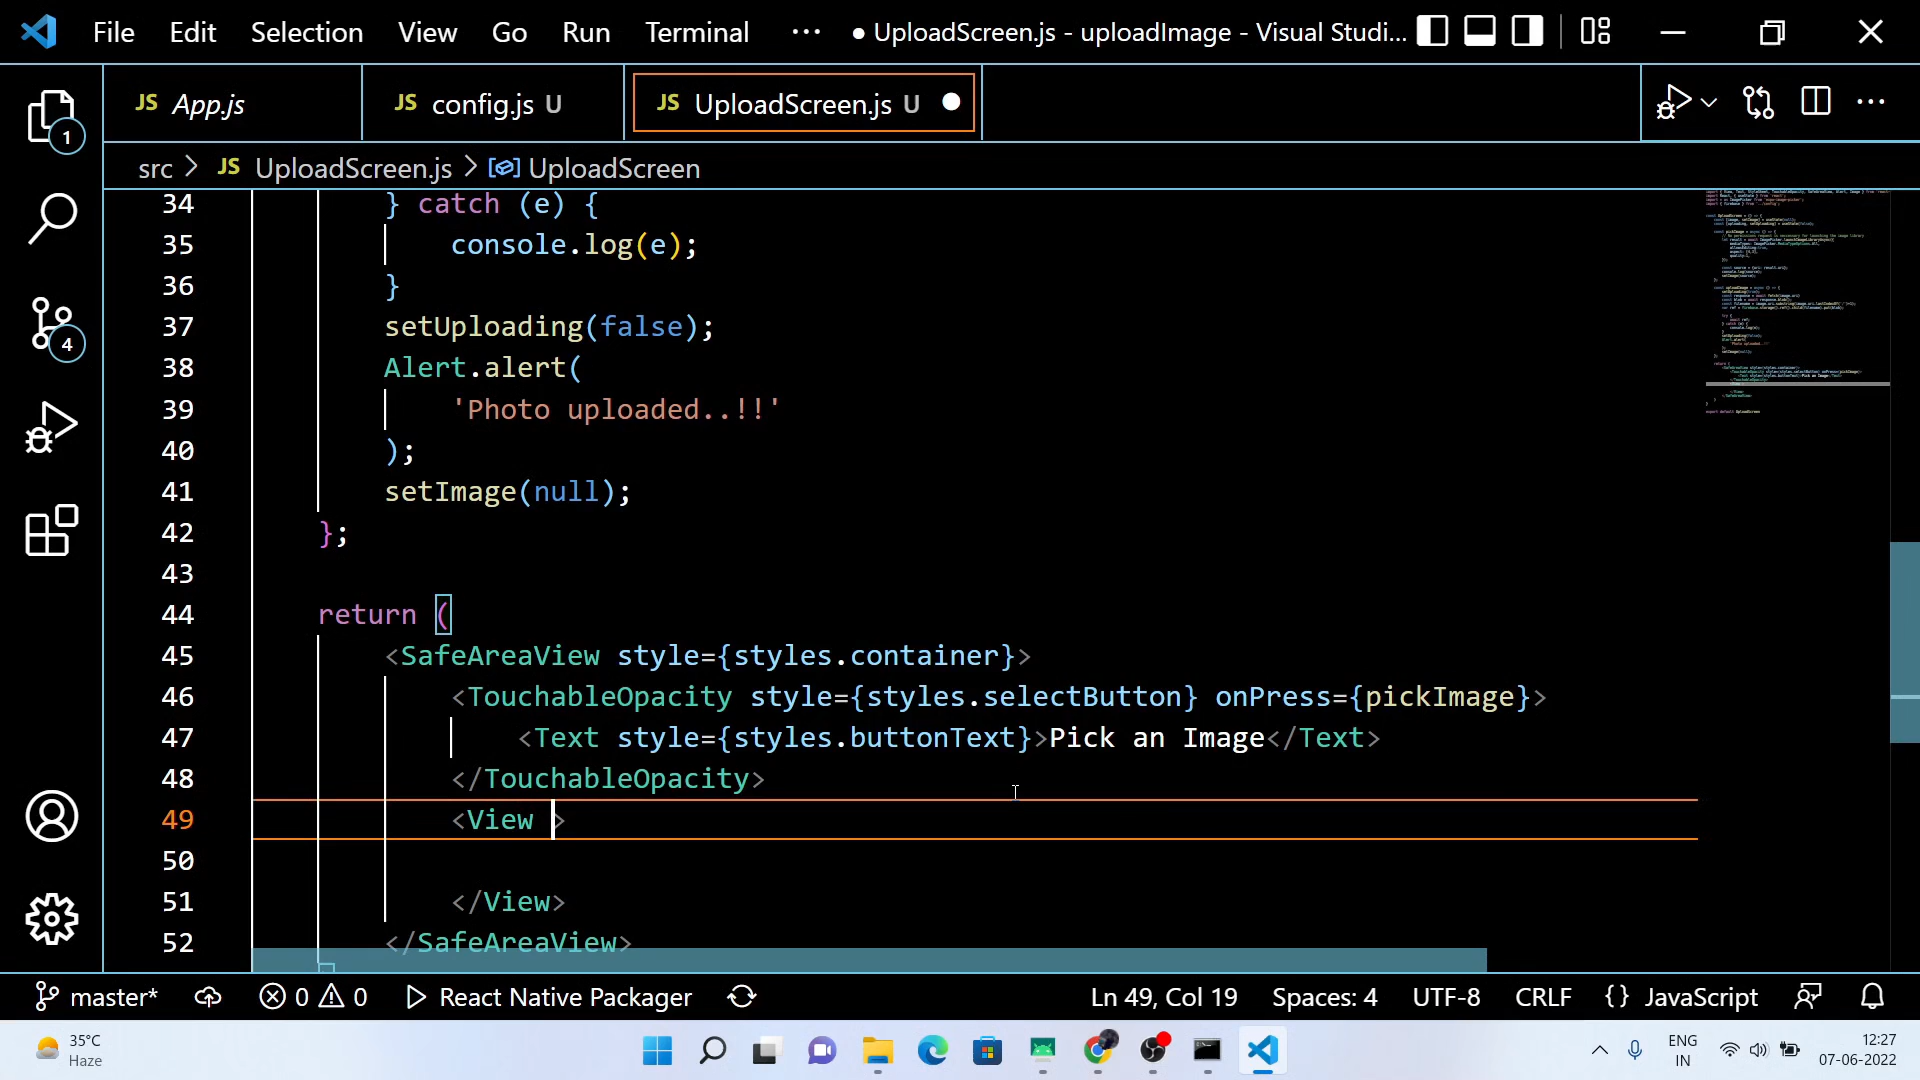 File Edit Selection View Go Run Terminal ··· ● UploadScreen.js - uploadImage - Visual Studi...
JS App.js JS config.js U JS UploadScreen.js U ●
src > JS UploadScreen.js > UploadScreen
1
4
34 } catch (e) {
35 console.log(e);
36 }
37 setUploading(false);
38 Alert.alert(
39 'Photo uploaded..!!'
40 );
41 setImage(null);
42 };
43
44 return (
45 <SafeAreaView style={styles.container}>
46 <TouchableOpacity style={styles.selectButton} onPress={pickImage}>
47 <Text style={styles.buttonText}>Pick an Image</Text>
48 </TouchableOpacity>
49 <View >
50
51 </View>
52 </SafeAreaView>
master* 0 0 React Native Packager Ln 49, Col 19 Spaces: 4 UTF-8 CRLF {} JavaScript
35°C
Haze
ENG
IN
12:27
07-06-2022